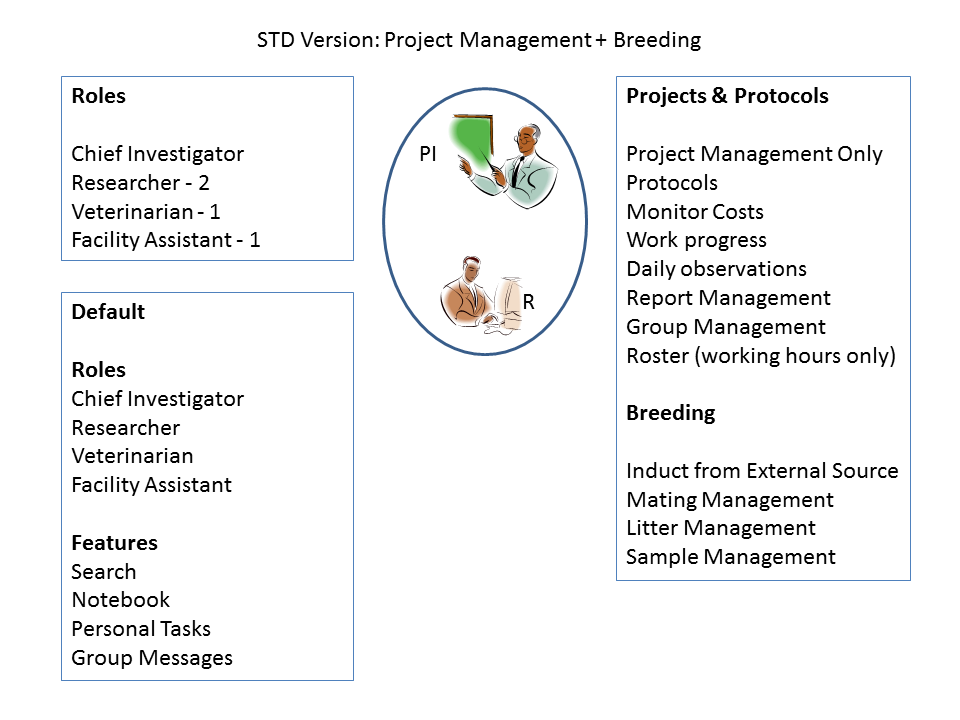 STD Version: Project Management + Breeding
Roles
Chief Investigator
Researcher - 2
Veterinarian - 1
Facility Assistant - 1
Default
Roles
Chief Investigator
Researcher
Veterinarian
Facility Assistant
Features
Search
Notebook
Personal Tasks
Group Messages
PI
R
Projects & Protocols
Project Management Only
Protocols
Monitor Costs
Work progress
Daily observations
Report Management
Group Management
Roster (working hours only)
Breeding
Induct from External Source
Mating Management
Litter Management
Sample Management